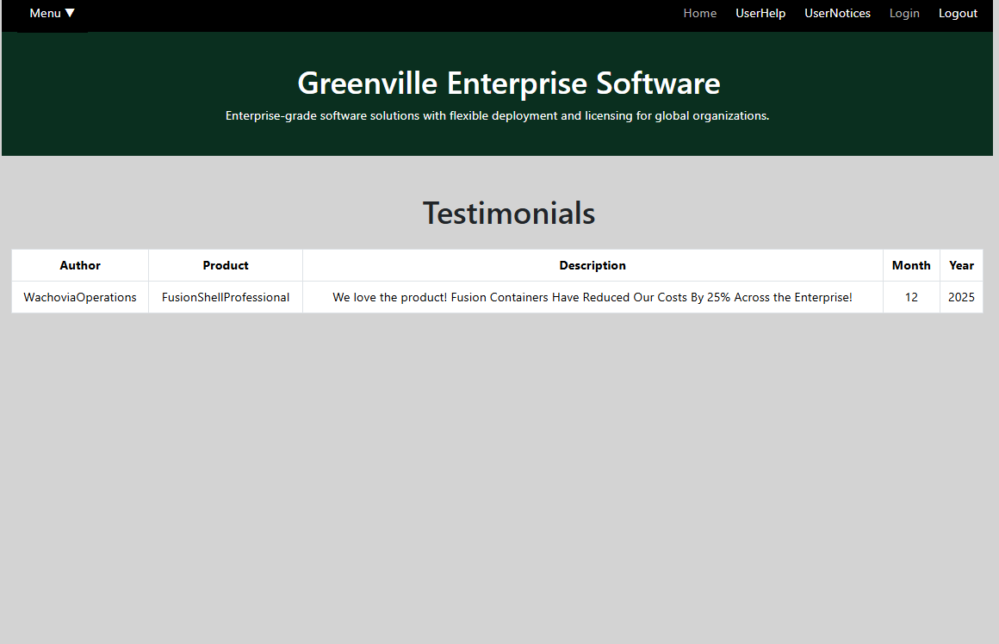 Menu ▼ Home UserHelp UserNotices Login Logout
Greenville Enterprise Software
Enterprise-grade software solutions with flexible deployment and licensing for global organizations.
Testimonials
Author Product Description Month Year
WachoviaOperations FusionShellProfessional We love the product! Fusion Containers Have Reduced Our Costs By 25% Across the Enterprise! 12 2025